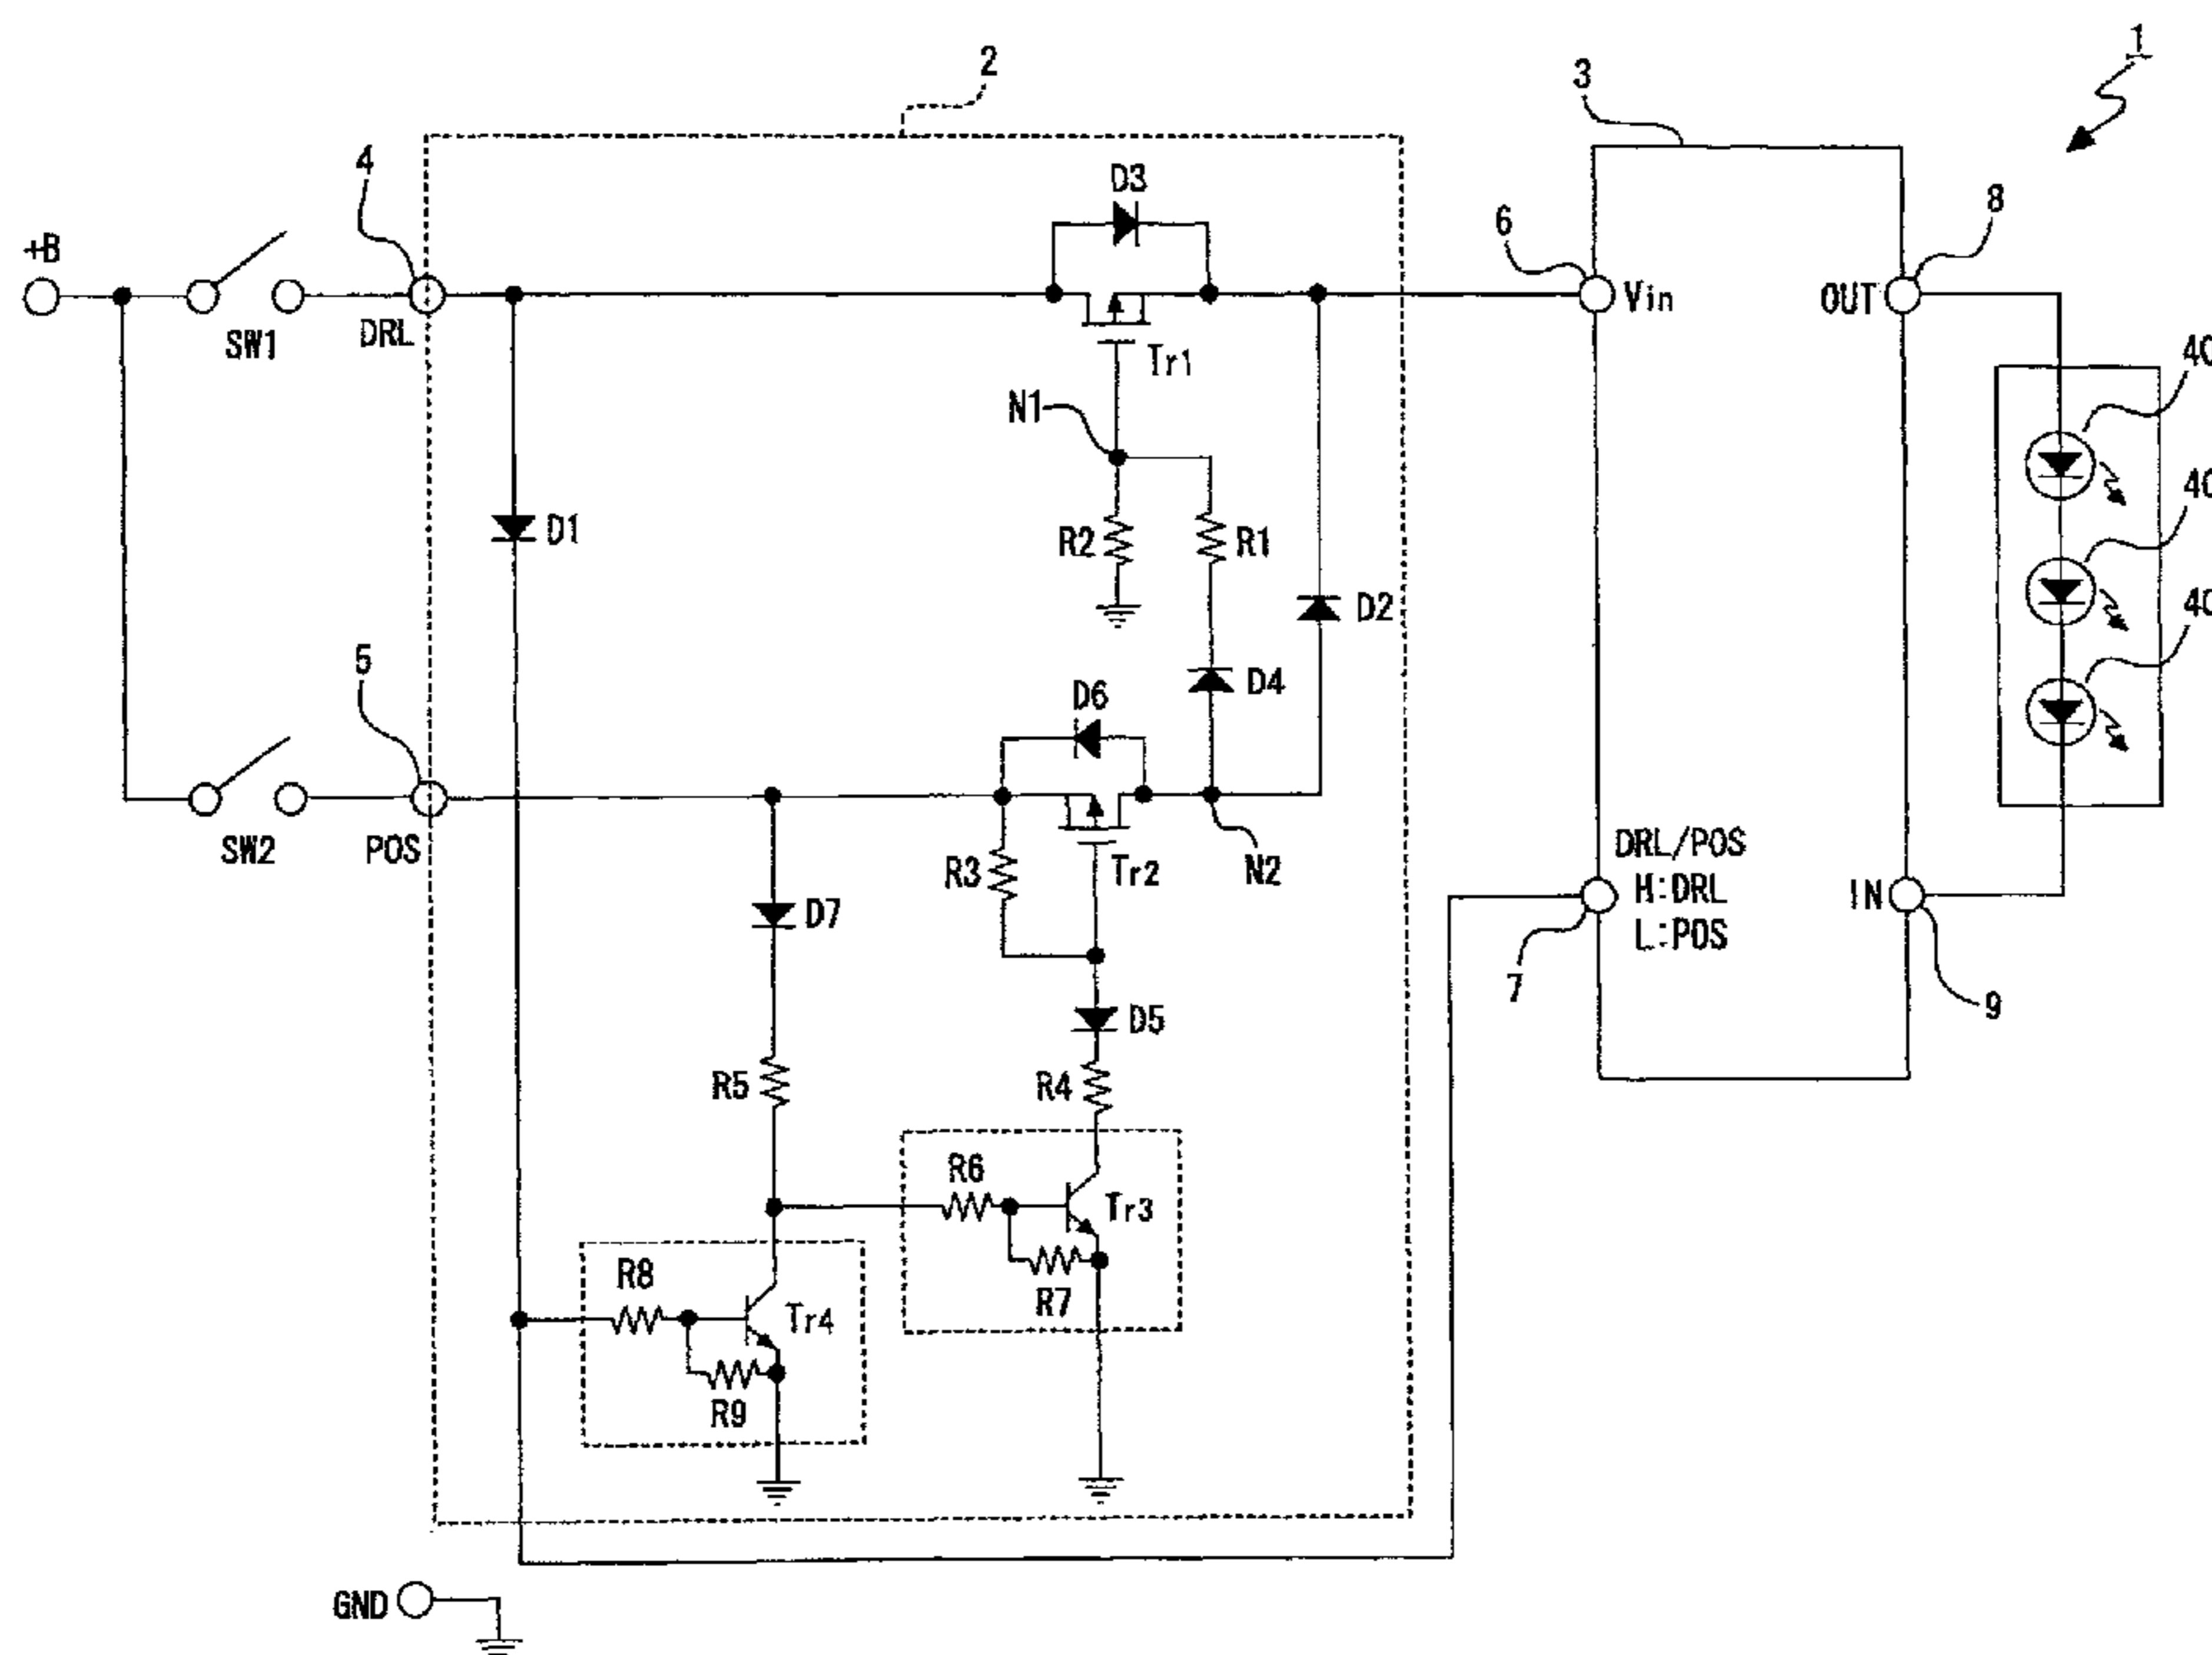 1
2
3
4
D3
8
+B
6
Vin
OUT
SW1
DRL
Tr1
40
N1
40
D1
R2
R1
D2
40
5
D4
D6
SW2
POS
R3
Tr2
N2
DRL/POS
H:DRL
L:POS
IN
D7
7
9
D5
R5
R4
R6
Tr3
R8
R7
Tr4
R9
GND